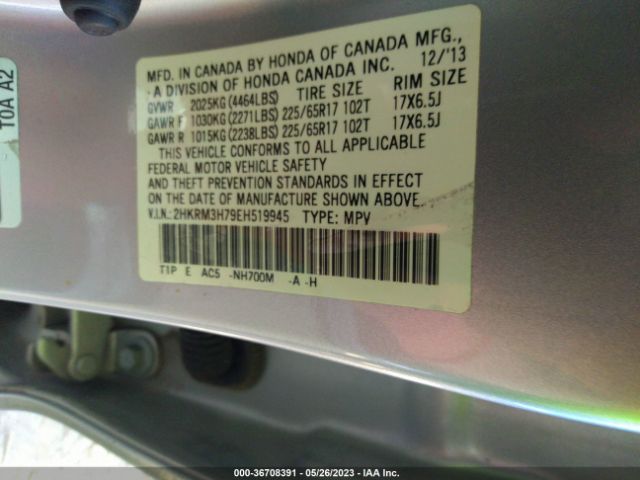 T0A A2
MFD. IN CANADA BY HONDA OF CANADA MFG.,
A DIVISION OF HONDA CANADA INC. 12/'13
GVWR 2025KG (4464LBS) TIRE SIZE RIM SIZE
GAWR F 1030KG (2271LBS) 225/65R17 102T 17X6.5J
GAWR R 1015KG (2238LBS) 225/65R17 102T 17X6.5J
THIS VEHICLE CONFORMS TO ALL APPLICABLE
FEDERAL MOTOR VEHICLE SAFETY
AND THEFT PREVENTION STANDARDS IN EFFECT
ON THE DATE OF MANUFACTURE SHOWN ABOVE.
V.I.N.:2HKRM3H79EH519945 TYPE: MPV
T1P E AC5 -NH700M -A -H
000-36708391 — 05/26/2023 — IAA Inc.